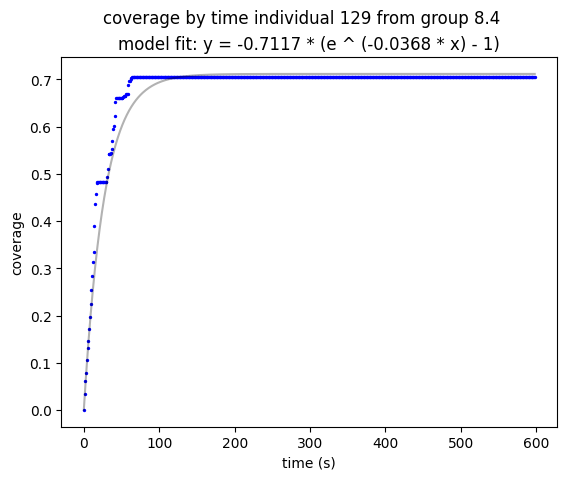 coverage by time individual 129 from group 8.4
model fit: y = -0.7117 * (e ^ (-0.0368 * x) - 1)
0.7
0.6
0.5
0.4
0.3
0.2
0.1
0.0
coverage
0 100 200 300 400 500 600
time (s)